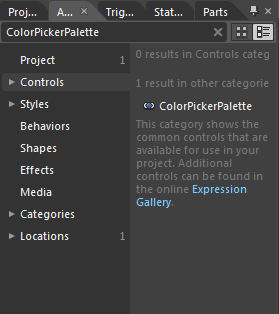 Proj... A... × Trig... Stat... Parts
ColorPickerPalette
Project 1
Controls
Styles
Behaviors
Shapes
Effects
Media
Categories
Locations 1
0 results in Controls categ
1 result in other categorie
ColorPickerPalette
This category shows the
common controls that are
available for use in your
project. Additional
controls can be found in
the online Expression
Gallery.